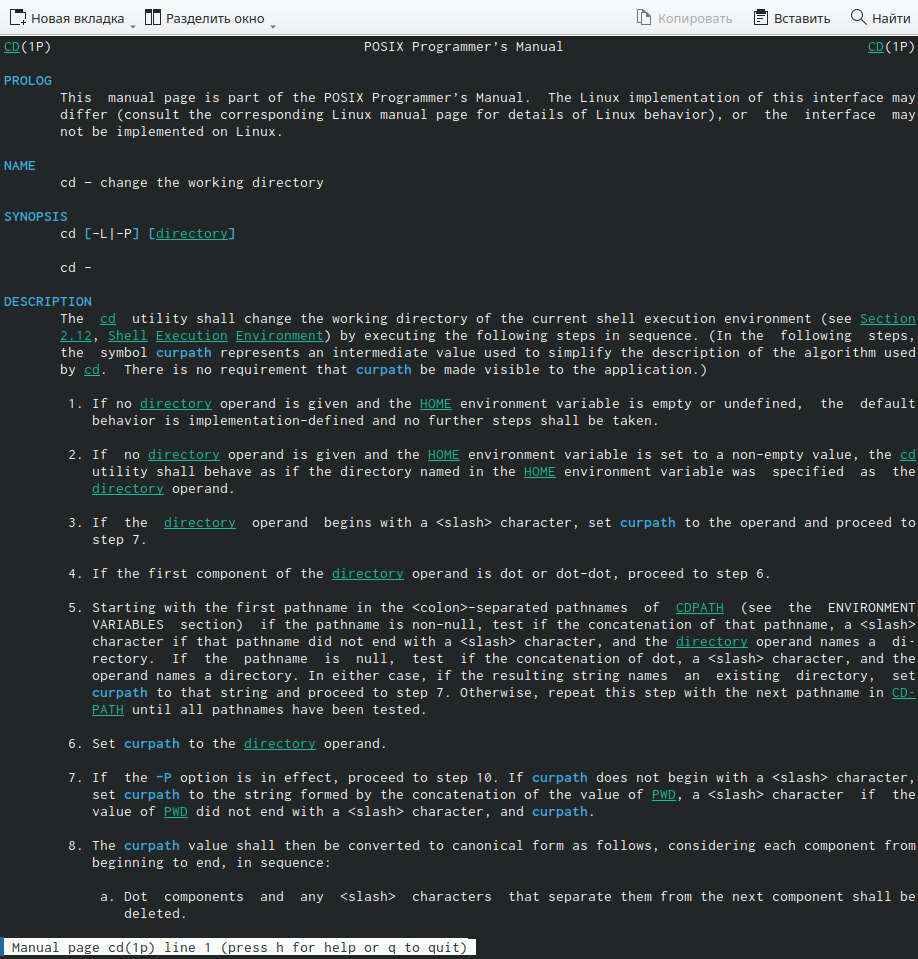 Новая вкладка Разделить окно Копировать Вставить Найти
CD(1P) POSIX Programmer’s Manual CD(1P)
PROLOG
This manual page is part of the POSIX Programmer’s Manual. The Linux implementation of this interface may
differ (consult the corresponding Linux manual page for details of Linux behavior), or the interface may
not be implemented on Linux.
NAME
cd — change the working directory
SYNOPSIS
cd [-L|-P] [directory]
cd -
DESCRIPTION
The cd utility shall change the working directory of the current shell execution environment (see Section
2.12, Shell Execution Environment) by executing the following steps in sequence. (In the following steps,
the symbol curpath represents an intermediate value used to simplify the description of the algorithm used
by cd. There is no requirement that curpath be made visible to the application.)
1. If no directory operand is given and the HOME environment variable is empty or undefined, the default
behavior is implementation-defined and no further steps shall be taken.
2. If no directory operand is given and the HOME environment variable is set to a non-empty value, the cd
utility shall behave as if the directory named in the HOME environment variable was specified as the
directory operand.
3. If the directory operand begins with a <slash> character, set curpath to the operand and proceed to
step 7.
4. If the first component of the directory operand is dot or dot-dot, proceed to step 6.
5. Starting with the first pathname in the <colon>-separated pathnames of CDPATH (see the ENVIRONMENT
VARIABLES section) if the pathname is non-null, test if the concatenation of that pathname, a <slash>
character if that pathname did not end with a <slash> character, and the directory operand names a di-
rectory. If the pathname is null, test if the concatenation of dot, a <slash> character, and the
operand names a directory. In either case, if the resulting string names an existing directory, set
curpath to that string and proceed to step 7. Otherwise, repeat this step with the next pathname in CD-
PATH until all pathnames have been tested.
6. Set curpath to the directory operand.
7. If the -P option is in effect, proceed to step 10. If curpath does not begin with a <slash> character,
set curpath to the string formed by the concatenation of the value of PWD, a <slash> character if the
value of PWD did not end with a <slash> character, and curpath.
8. The curpath value shall then be converted to canonical form as follows, considering each component from
beginning to end, in sequence:
a. Dot components and any <slash> characters that separate them from the next component shall be
deleted.
Manual page cd(1p) line 1 (press h for help or q to quit)